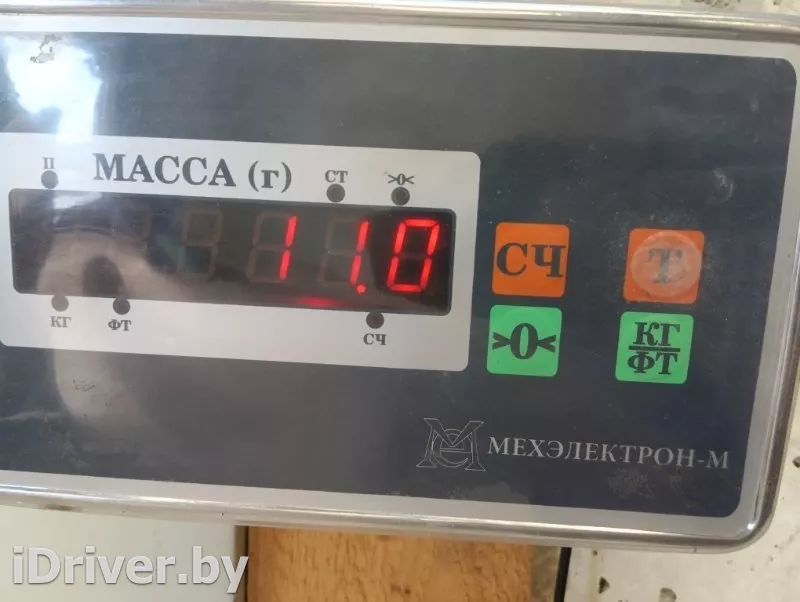 П
МАССА (г)
СТ
>0<
11.0
КГ
ФТ
СЧ
СЧ
Т
>0<
КГ
ФТ
МЕХЭЛЕКТРОН-М
iDriver.by